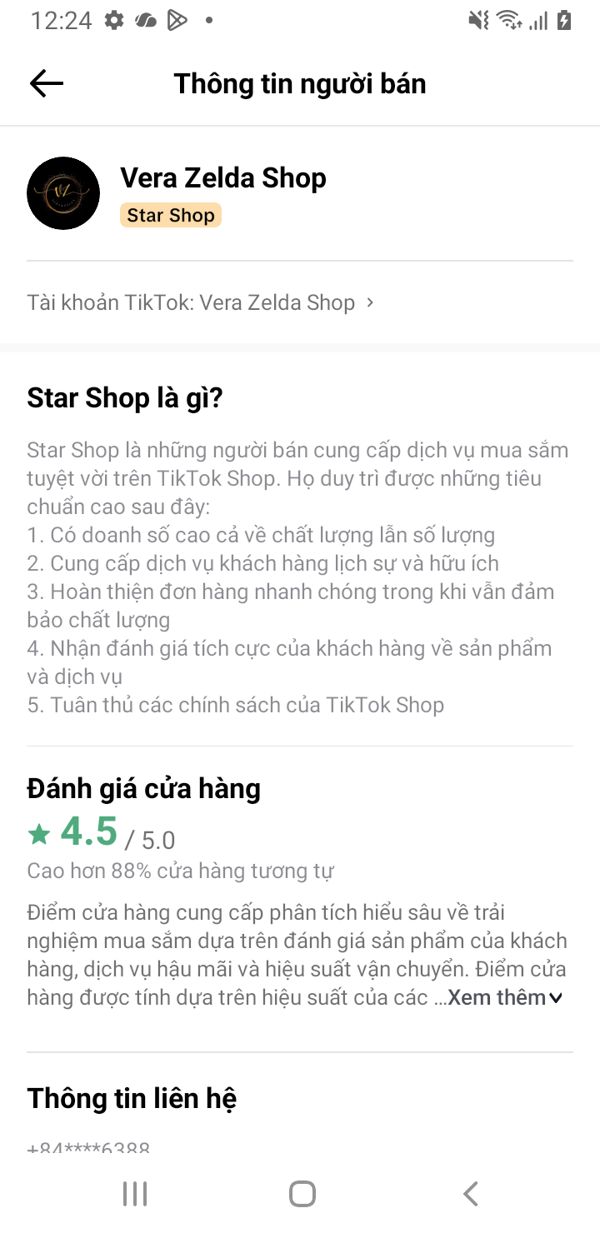 12:24
Thông tin người bán
Vera Zelda Shop
Star Shop
Tài khoản TikTok: Vera Zelda Shop
Star Shop là gì?
Star Shop là những người bán cung cấp dịch vụ mua sắm
tuyệt vời trên TikTok Shop. Họ duy trì được những tiêu
chuẩn cao sau đây:
1. Có doanh số cao cả về chất lượng lẫn số lượng
2. Cung cấp dịch vụ khách hàng lịch sự và hữu ích
3. Hoàn thiện đơn hàng nhanh chóng trong khi vẫn đảm
bảo chất lượng
4. Nhận đánh giá tích cực của khách hàng về sản phẩm
và dịch vụ
5. Tuân thủ các chính sách của TikTok Shop
Đánh giá cửa hàng
4.5 / 5.0
Cao hơn 88% cửa hàng tương tự
Điểm cửa hàng cung cấp phân tích hiểu sâu về trải
nghiệm mua sắm dựa trên đánh giá sản phẩm của khách
hàng, dịch vụ hậu mãi và hiệu suất vận chuyển. Điểm cửa
hàng được tính dựa trên hiệu suất của các ...Xem thêm
Thông tin liên hệ
+84****6388